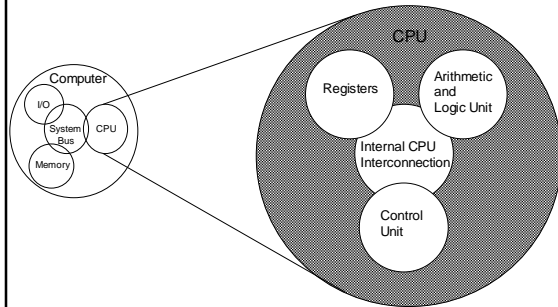 Computer
I/O
System
Bus
CPU
Memory
CPU
Registers
Arithmetic
and
Logic Unit
Internal CPU
Interconnection
Control
Unit